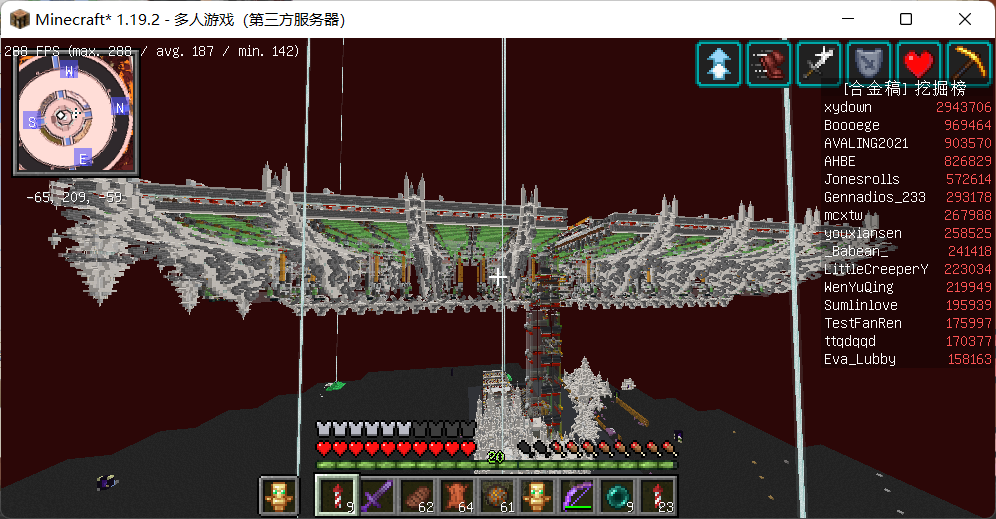 Minecraft* 1.19.2 - 多人游戏（第三方服务器）
288 FPS (max. 288 / avg. 187 / min. 142)
W
N
S
E
-65, 209, -59
[合金稿] 挖掘榜
xydown 2943706
Boooege 969464
AVALING2021 903570
AHBE 826829
Jonesrolls 572614
Gennadios_233 293178
mcxtw 267988
youxiansen 258525
_Babean_ 241418
LittleCreeperY 223034
WenYuQing 219949
Sumlinlove 195939
TestFanRen 175997
ttqdqqd 170377
Eva_Lubby 158163
20
9 62 64 61 9 23